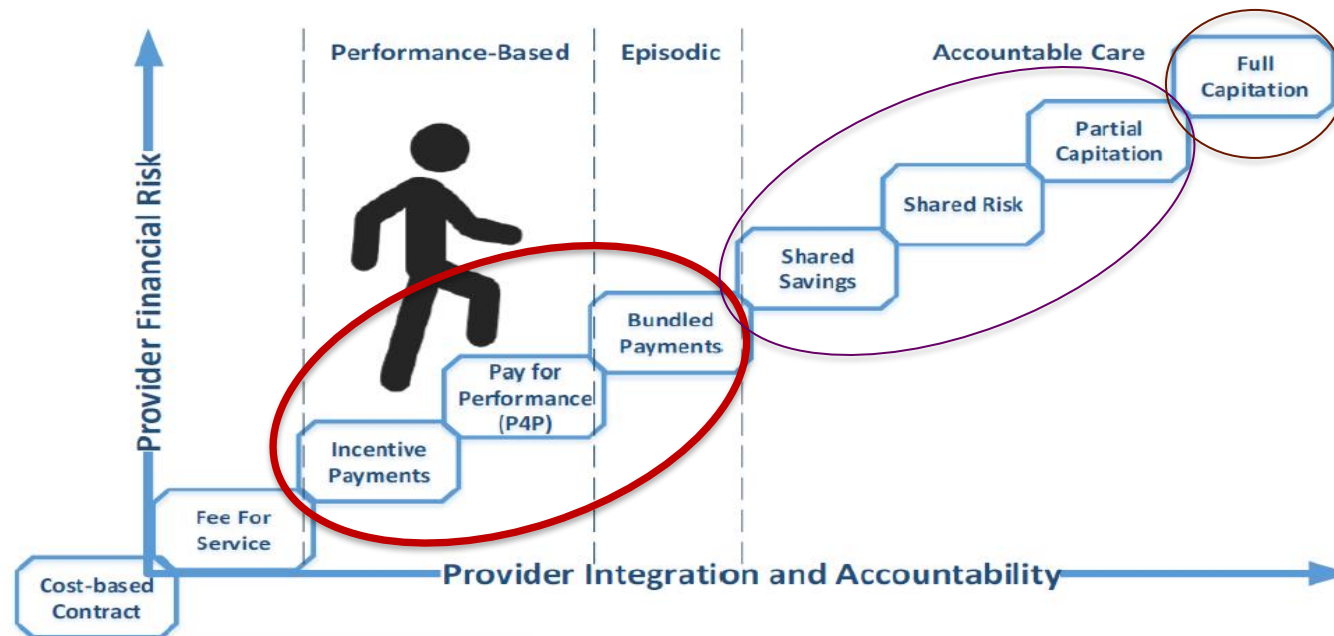 Performance-Based
Episodic
Accountable Care
Full
Capitation
Partial
Capitation
Shared Risk
Shared
Savings
Bundled
Payments
Pay for
Performance
(P4P)
Incentive
Payments
Fee For
Service
Cost-based
Contract
Provider Financial Risk
Provider Integration and Accountability